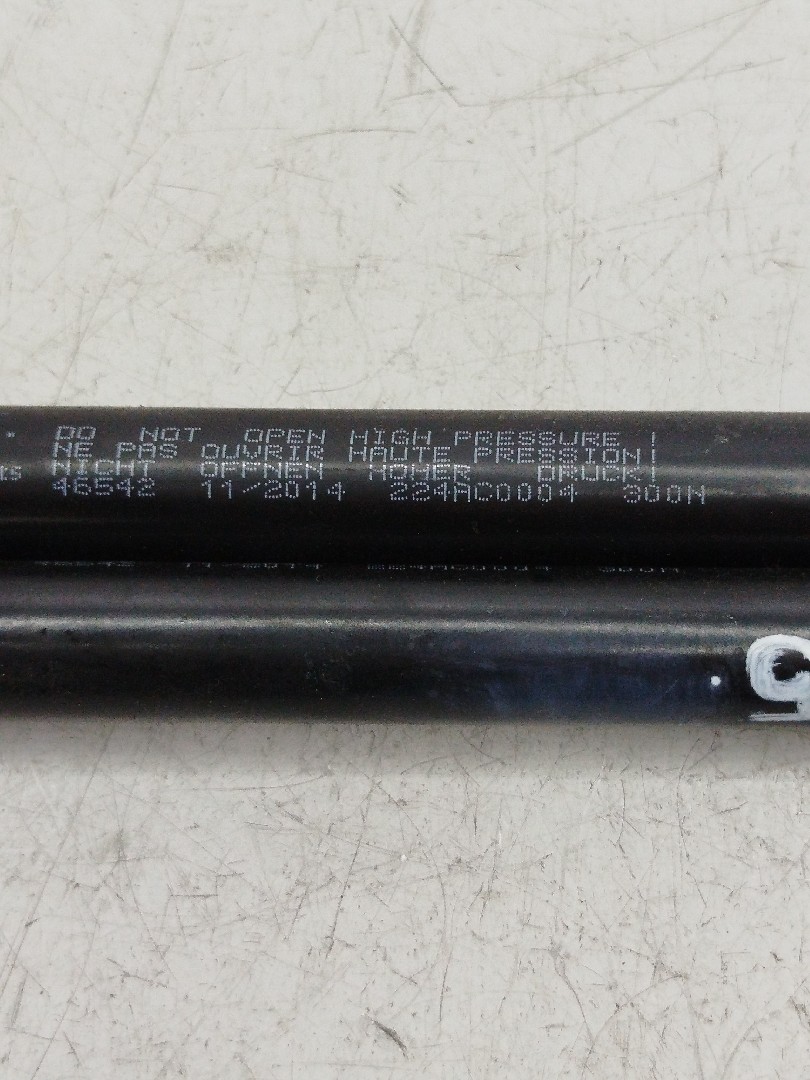 DO NOT OPEN HIGH PRESSURE !
NE PAS OUVRIR HAUTE PRESSION!
NICHT OFFNEN HOHER DRUCK!
46542 11/2014 224AC0004 300N
5